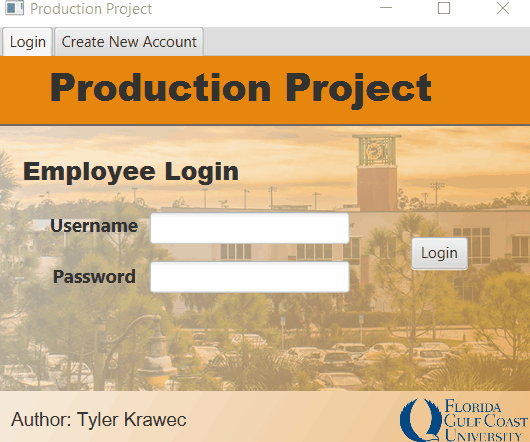 Production Project
Login
Create New Account
Production Project
Employee Login
Username
Password
Login
Author: Tyler Krawec
FLORIDA
GULF COAST
UNIVERSITY